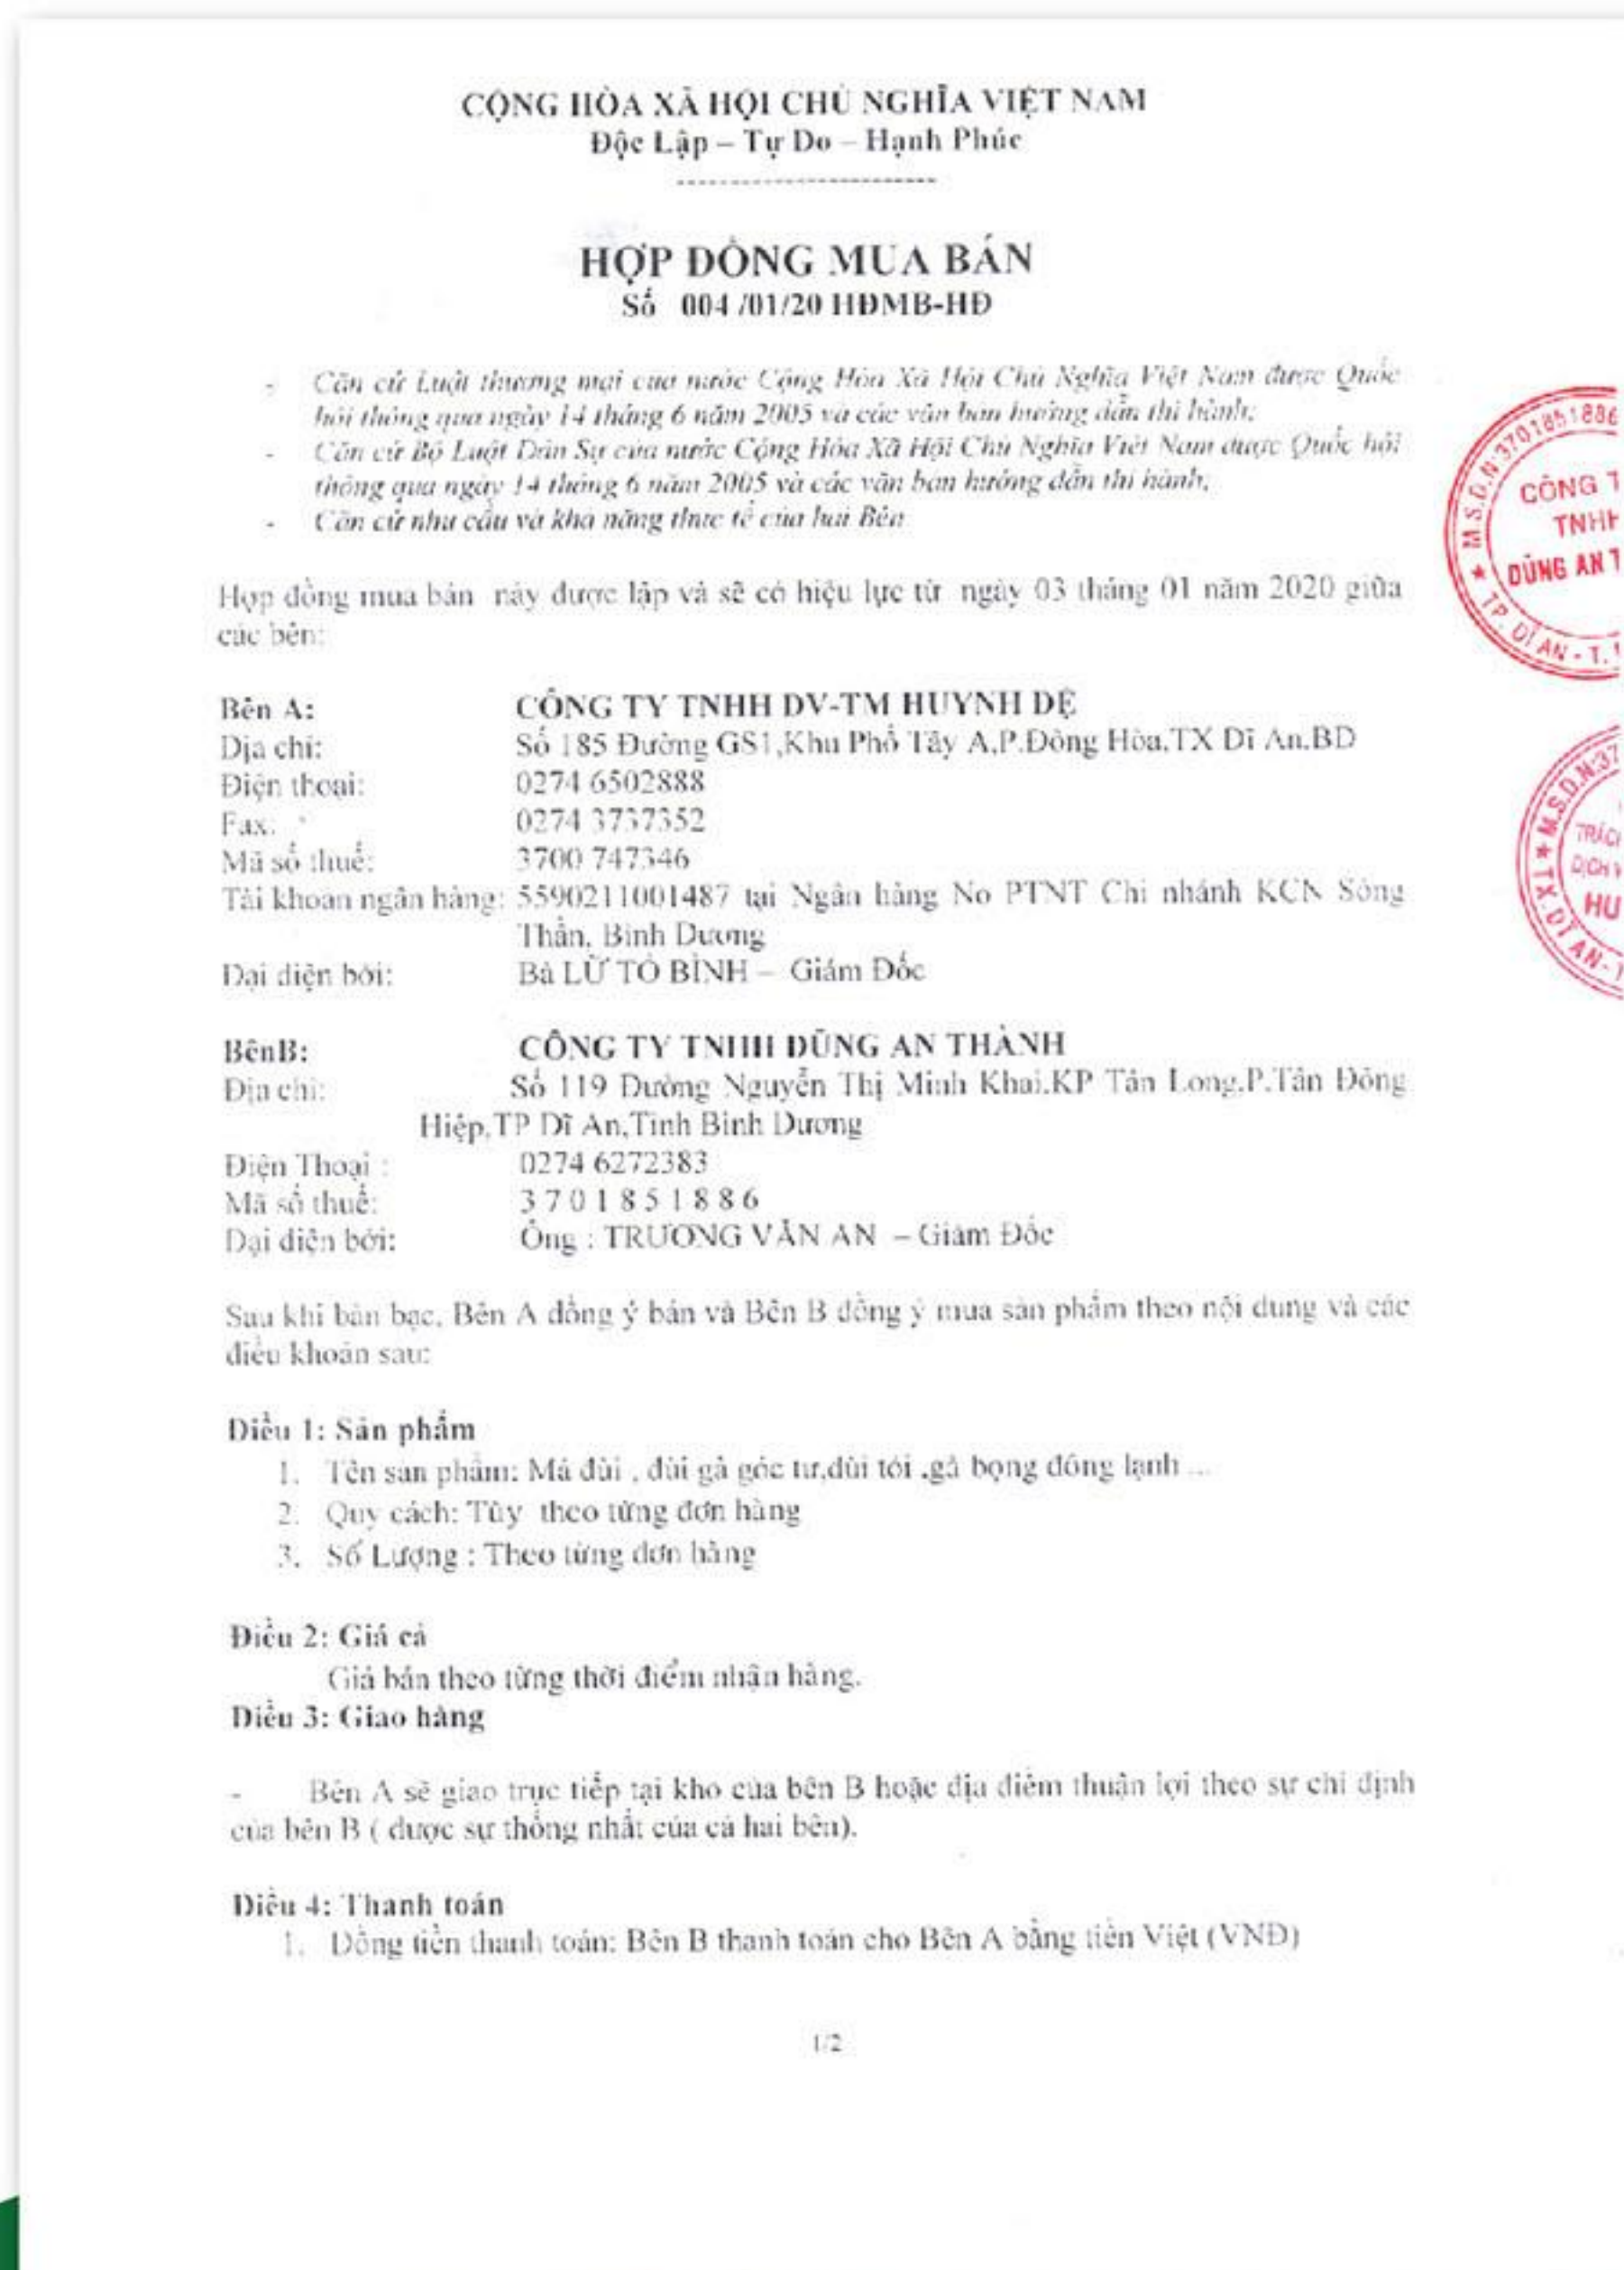 CỘNG HÒA XÃ HỘI CHỦ NGHĨA VIỆT NAM
Độc Lập – Tự Do – Hạnh Phúc
------------------------
HỢP ĐỒNG MUA BÁN
Số 004 /01/20 HĐMB-HĐ
- Căn cứ Luật thương mại của nước Cộng Hòa Xã Hội Chủ Nghĩa Việt Nam được Quốc
hội thông qua ngày 14 tháng 6 năm 2005 và các văn bản hướng dẫn thi hành;
- Căn cứ Bộ Luật Dân Sự của nước Cộng Hòa Xã Hội Chủ Nghĩa Việt Nam được Quốc hội
thông qua ngày 14 tháng 6 năm 2005 và các văn bản hướng dẫn thi hành;
- Căn cứ nhu cầu và khả năng thực tế của hai Bên
Hợp đồng mua bán này được lập và sẽ có hiệu lực từ ngày 03 tháng 01 năm 2020 giữa
các bên:
Bên A: CÔNG TY TNHH DV-TM HUYNH ĐỆ
Địa chỉ: Số 185 Đường GS1,Khu Phố Tây A,P.Đông Hòa,TX Dĩ An,BD
Điện thoại: 0274 6502888
Fax: 0274 3737352
Mã số thuế: 3700 747346
Tài khoản ngân hàng: 5590211001487 tại Ngân hàng No PTNT Chi nhánh KCN Sóng
Thần, Bình Dương
Đại diện bởi: Bà LỮ TỐ BÌNH – Giám Đốc
BênB: CÔNG TY TNHH DŨNG AN THÀNH
Địa chỉ: Số 119 Đường Nguyễn Thị Minh Khai,KP Tân Long,P.Tân Đông
Hiệp,TP Dĩ An,Tỉnh Bình Dương
Điện Thoại : 0274 6272383
Mã số thuế: 3 7 0 1 8 5 1 8 8 6
Đại diện bởi: Ông : TRƯƠNG VĂN AN – Giám Đốc
Sau khi bàn bạc, Bên A đồng ý bán và Bên B đồng ý mua sản phẩm theo nội dung và các
điều khoản sau:
Điều 1: Sản phẩm
1. Tên sản phẩm: Má đùi , đùi gà góc tư,đùi tỏi ,gà bọng đông lạnh ...
2. Quy cách: Tùy theo từng đơn hàng
3. Số Lượng : Theo từng đơn hàng
Điều 2: Giá cả
Giá bán theo từng thời điểm nhận hàng.
Điều 3: Giao hàng
- Bên A sẽ giao trực tiếp tại kho của bên B hoặc địa điểm thuận lợi theo sự chỉ định
của bên B ( được sự thống nhất của cả hai bên).
Điều 4: Thanh toán
1. Đồng tiền thanh toán: Bên B thanh toán cho Bên A bằng tiền Việt (VNĐ)
1/2
M.S.D.N:3701851886
CÔNG T
TNHH
DŨNG AN T
TP. DĨ AN - T.
M.S.D.N:37
TRÁCH
DỊCH V
HU
TX. DĨ AN - T